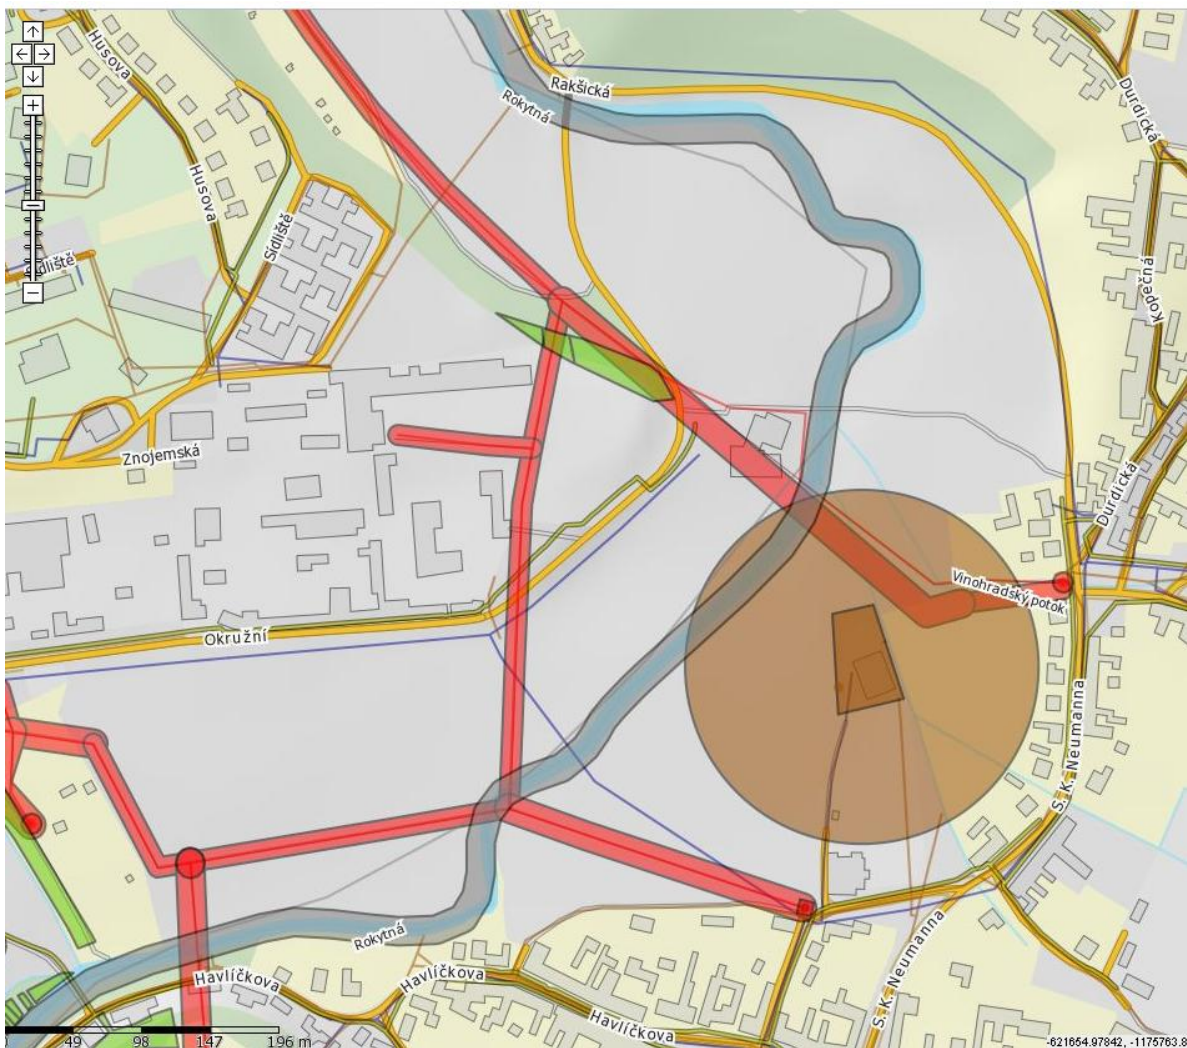 Husova
Rakšická
Rokytná
Durdická
Husova
Sídliště
Kopečná
Znojemská
Durdická
Vinohradský potok
Okružní
S. K. Neumanna
Rokytná
S. K. Neumanna
Havlíčkova
Havlíčkova
Havlíčkova
49 98 147 196 m
-621654.97842, -1175763.8